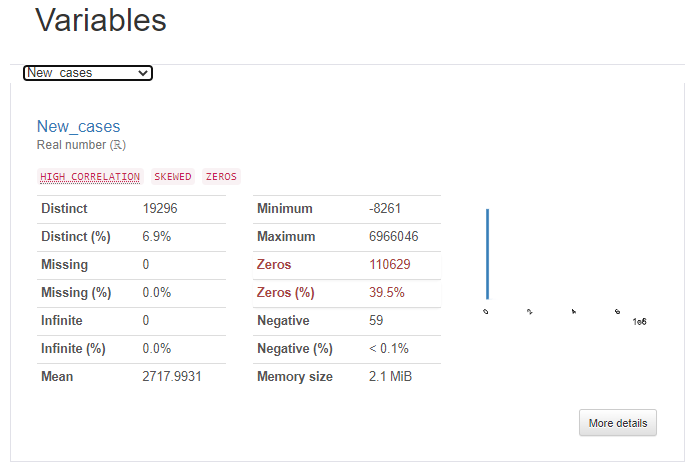 Variables
New_cases
New_cases
Real number (ℝ)
HIGH CORRELATION SKEWED ZEROS
Distinct 19296
Distinct (%) 6.9%
Missing 0
Missing (%) 0.0%
Infinite 0
Infinite (%) 0.0%
Mean 2717.9931
Minimum -8261
Maximum 6966046
Zeros 110629
Zeros (%) 39.5%
Negative 59
Negative (%) < 0.1%
Memory size 2.1 MiB
0 2 4 6
1e6
More details